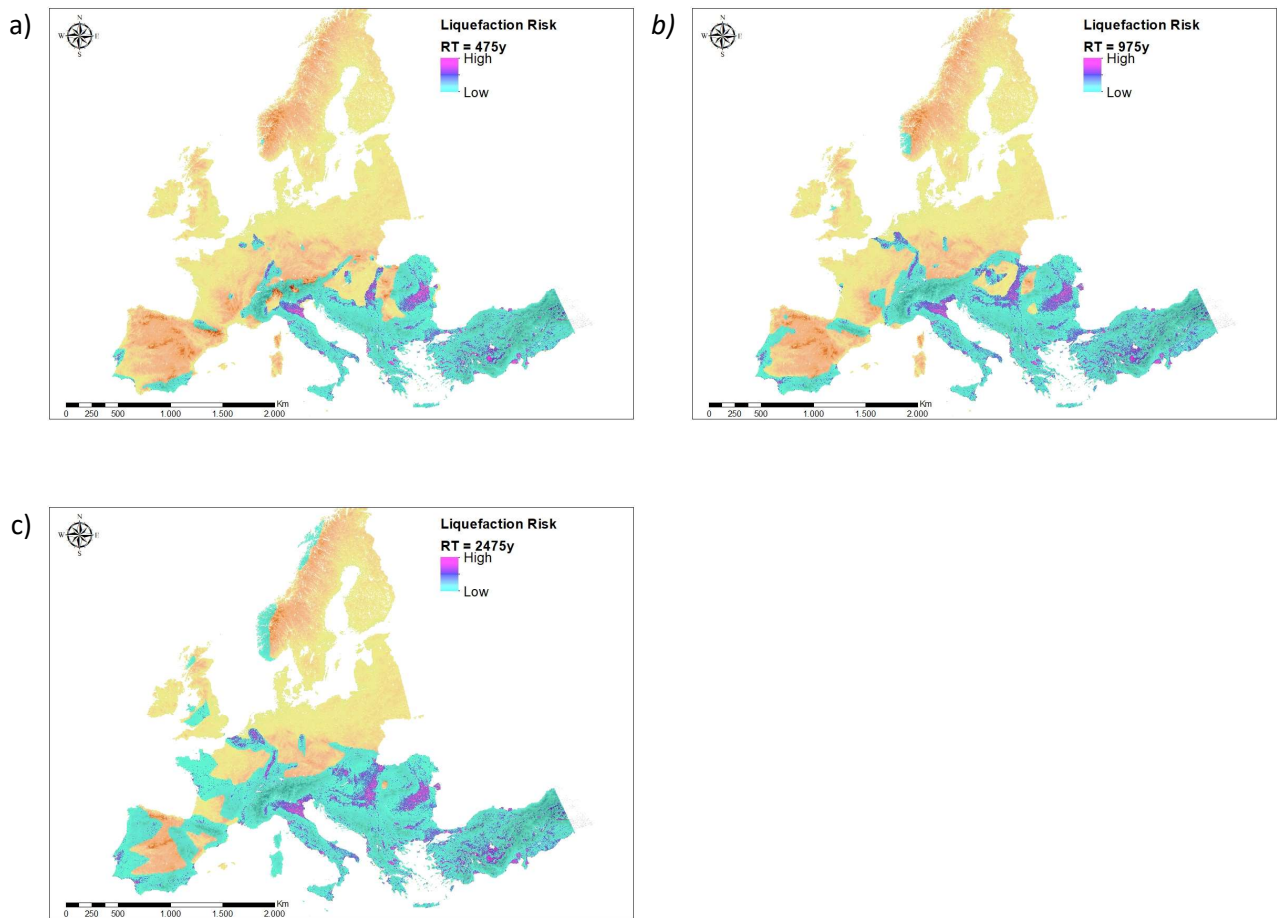 a)
N
W E
S
Liquefaction Risk
RT = 475y
High
Low
Km
0 250 500 1.000 1.500 2.000
b)
N
W E
S
Liquefaction Risk
RT = 975y
High
Low
Km
0 250 500 1.000 1.500 2.000
c)
N
W E
S
Liquefaction Risk
RT = 2475y
High
Low
Km
0 250 500 1.000 1.500 2.000